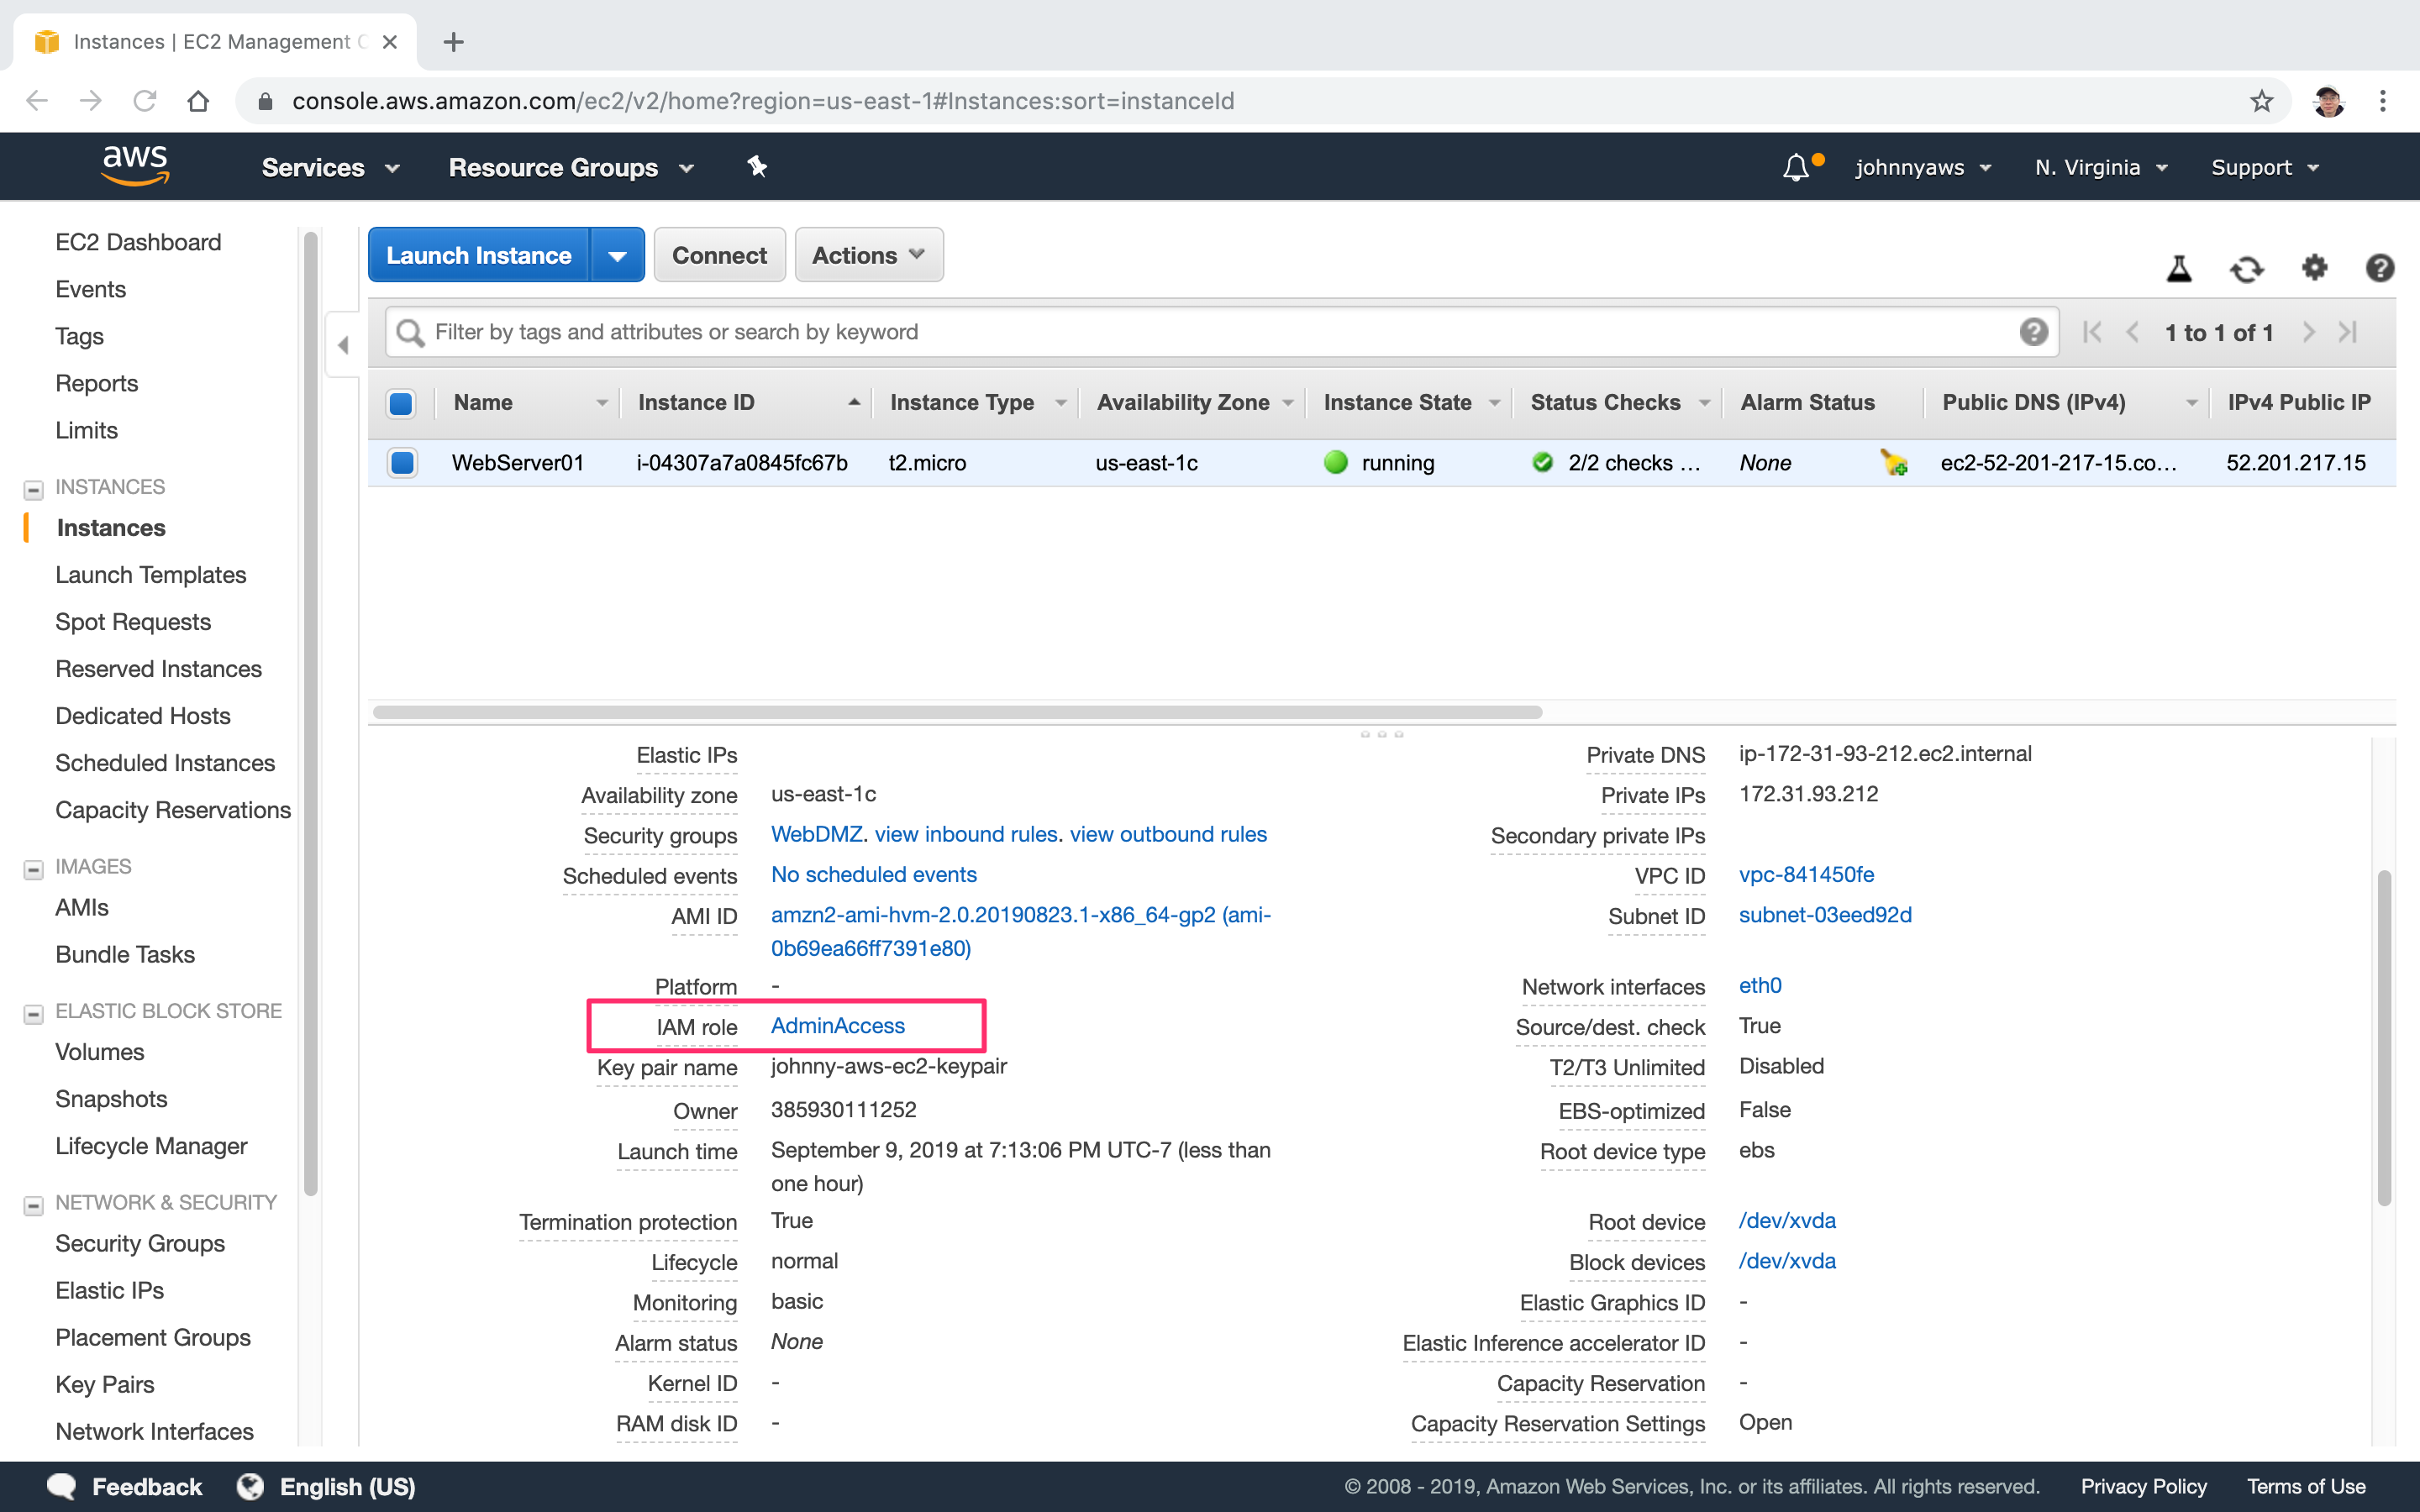 Instances | EC2 Management C
console.aws.amazon.com/ec2/v2/home?region=us-east-1#Instances:sort=instanceId
aws
Services
Resource Groups
johnnyaws
N. Virginia
Support
EC2 Dashboard
Events
Tags
Reports
Limits
INSTANCES
Instances
Launch Templates
Spot Requests
Reserved Instances
Dedicated Hosts
Scheduled Instances
Capacity Reservations
IMAGES
AMIs
Bundle Tasks
ELASTIC BLOCK STORE
Volumes
Snapshots
Lifecycle Manager
NETWORK & SECURITY
Security Groups
Elastic IPs
Placement Groups
Key Pairs
Network Interfaces
Launch Instance
Connect
Actions
Filter by tags and attributes or search by keyword
1 to 1 of 1
Name Instance ID Instance Type Availability Zone Instance State Status Checks Alarm Status Public DNS (IPv4) IPv4 Public IP
WebServer01 i-04307a7a0845fc67b t2.micro us-east-1c running 2/2 checks … None ec2-52-201-217-15.co… 52.201.217.15
Elastic IPs
Availability zone us-east-1c
Security groups WebDMZ. view inbound rules. view outbound rules
Scheduled events No scheduled events
AMI ID amzn2-ami-hvm-2.0.20190823.1-x86_64-gp2 (ami-
0b69ea66ff7391e80)
Platform -
IAM role AdminAccess
Key pair name johnny-aws-ec2-keypair
Owner 385930111252
Launch time September 9, 2019 at 7:13:06 PM UTC-7 (less than
one hour)
Termination protection True
Lifecycle normal
Monitoring basic
Alarm status None
Kernel ID -
RAM disk ID -
Private DNS ip-172-31-93-212.ec2.internal
Private IPs 172.31.93.212
Secondary private IPs
VPC ID vpc-841450fe
Subnet ID subnet-03eed92d
Network interfaces eth0
Source/dest. check True
T2/T3 Unlimited Disabled
EBS-optimized False
Root device type ebs
Root device /dev/xvda
Block devices /dev/xvda
Elastic Graphics ID -
Elastic Inference accelerator ID -
Capacity Reservation -
Capacity Reservation Settings Open
Feedback
English (US)
© 2008 - 2019, Amazon Web Services, Inc. or its affiliates. All rights reserved.
Privacy Policy
Terms of Use